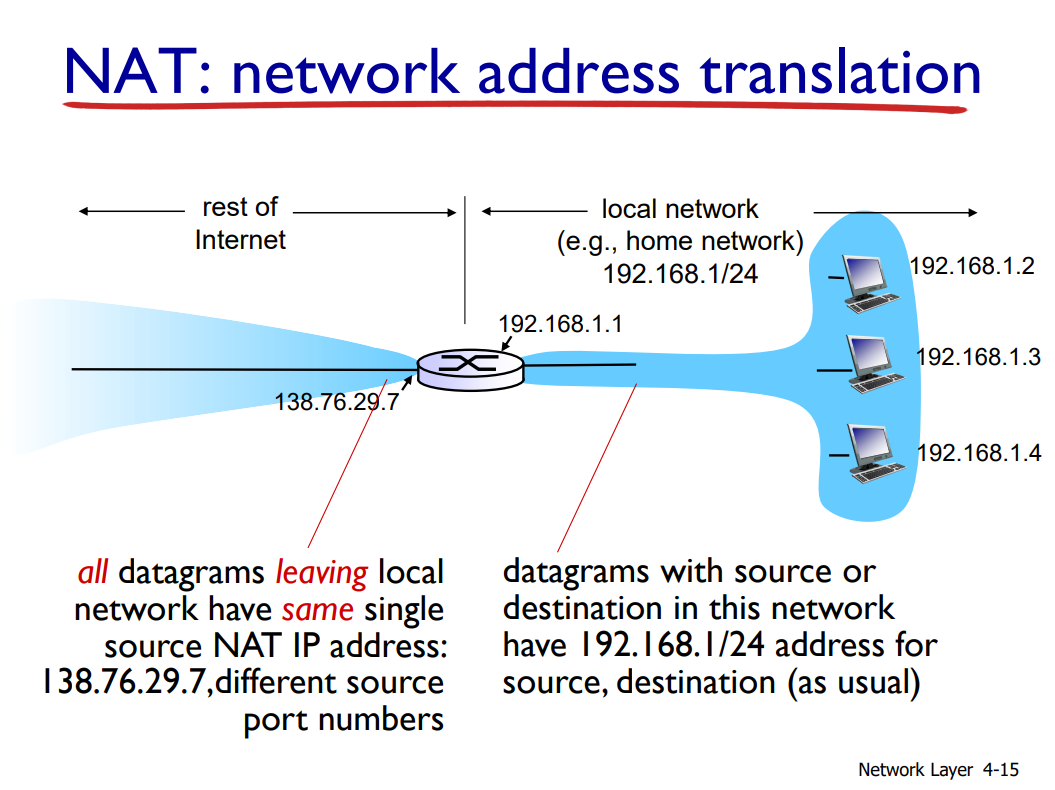 NAT: network address translation
rest of
Internet
local network
(e.g., home network)
192.168.1/24
192.168.1.2
192.168.1.1
192.168.1.3
138.76.29.7
192.168.1.4
all datagrams leaving local
network have same single
source NAT IP address:
138.76.29.7,different source
port numbers
datagrams with source or
destination in this network
have 192.168.1/24 address for
source, destination (as usual)
Network Layer 4-15